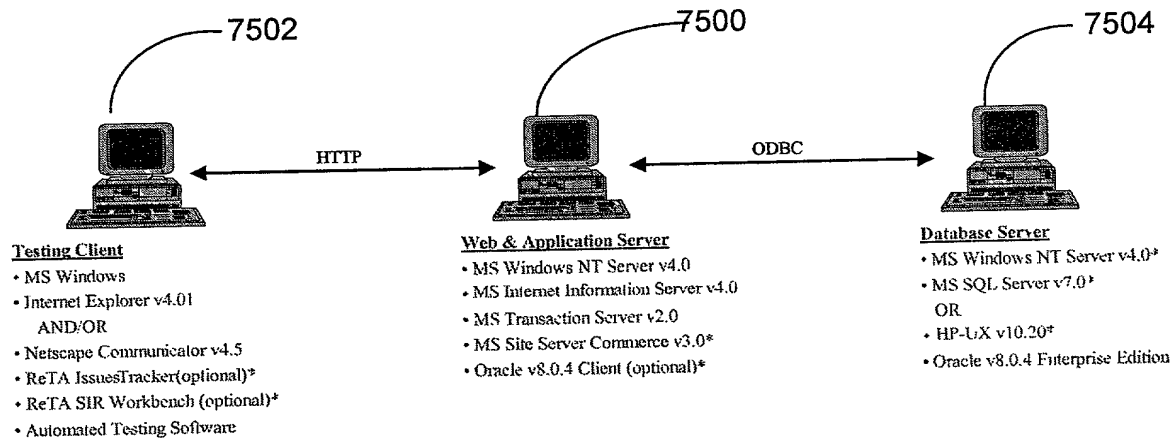 7502
7500
7504
HTTP
ODBC
Testing Client
• MS Windows
• Internet Explorer v4.01
AND/OR
• Netscape Communicator v4.5
• ReTA IssuesTracker(optional)*
• ReTA SIR Workbench (optional)*
• Automated Testing Software
Web & Application Server
• MS Windows NT Server v4.0
• MS Internet Information Server v4.0
• MS Transaction Server v2.0
• MS Site Server Commerce v3.0*
• Oracle v8.0.4 Client (optional)*
Database Server
• MS Windows NT Server v4.0*
• MS SQL Server v7.0*
OR
• HP-UX v10.20*
• Oracle v8.0.4 Enterprise Edition